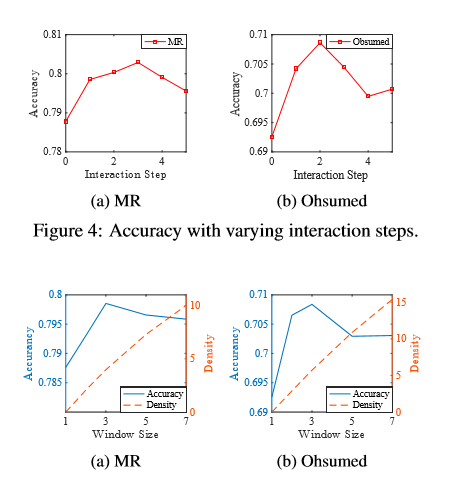 0.81
0.8
0.79
0.78
Accuracy
MR
0 2 4
Interaction Step
(a) MR
0.71
0.705
0.7
0.695
0.69
Accuracy
Obsumed
0 2 4
Interaction Step
(b) Ohsumed
Figure 4: Accuracy with varying interaction steps.
0.8
0.795
0.79
0.785
Accurancy
10
5
0
Density
Accuracy
Density
1 3 5 7
Window Size
(a) MR
0.71
0.705
0.7
0.695
0.69
Accuracy
15
10
5
0
Density
Accuracy
Density
1 3 5 7
Window Size
(b) Ohsumed